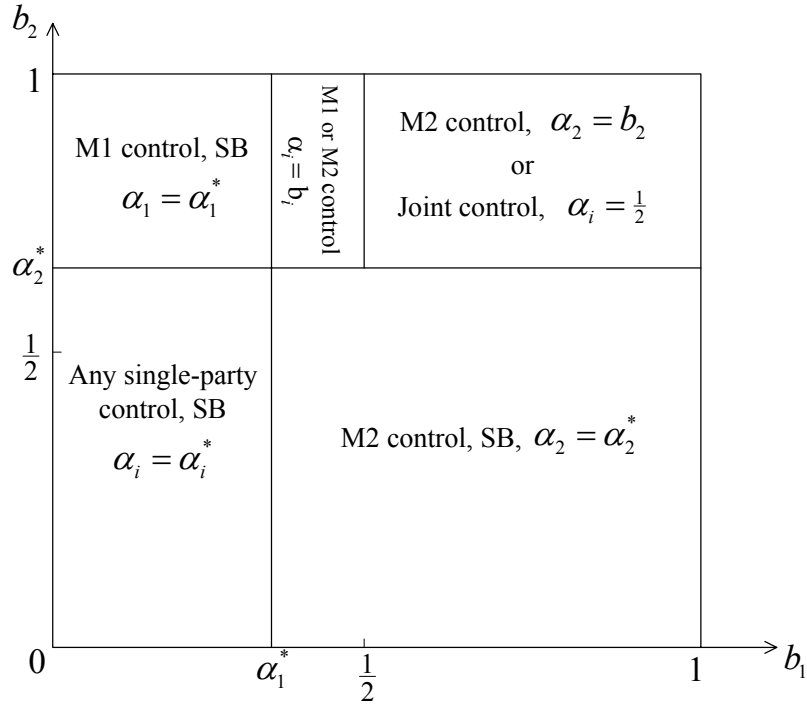 b₂
1
M1 control, SB
α₁ = α₁*
M1 or M2 control
αᵢ = bᵢ
M2 control, α₂ = b₂
or
Joint control, αᵢ = ½
α₂*
½
Any single-party
control, SB
αᵢ = αᵢ*
M2 control, SB, α₂ = α₂*
0
α₁*
½
1
b₁